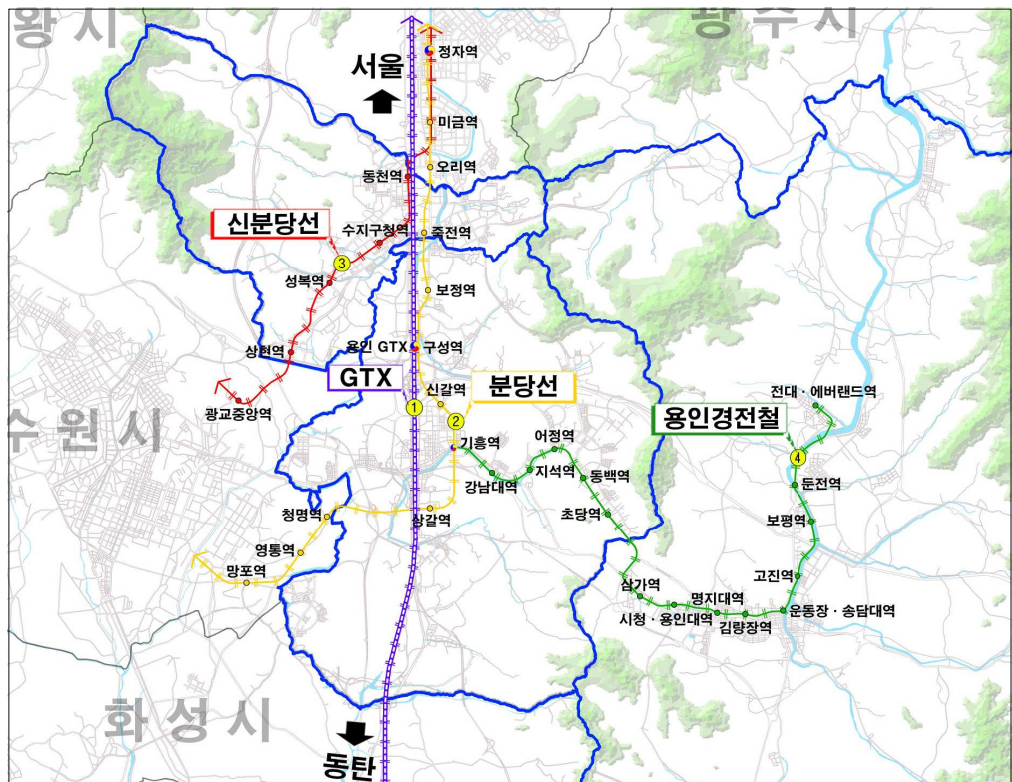 왕시
광주시
서울
정자역
미금역
오리역
동천역
신분당선
수지구청역
죽전역
3
성복역
보정역
상현역
용인 GTX
구성역
GTX
신갈역
분당선
전대·에버랜드역
광교중앙역
1
2
용인경전철
수원시
기흥역
어정역
4
강남대역
지석역
동백역
둔전역
청명역
상갈역
초당역
보평역
영통역
망포역
고진역
삼가역
명지대역
시청·용인대역
김량장역
운동장·송담대역
화성시
동탄